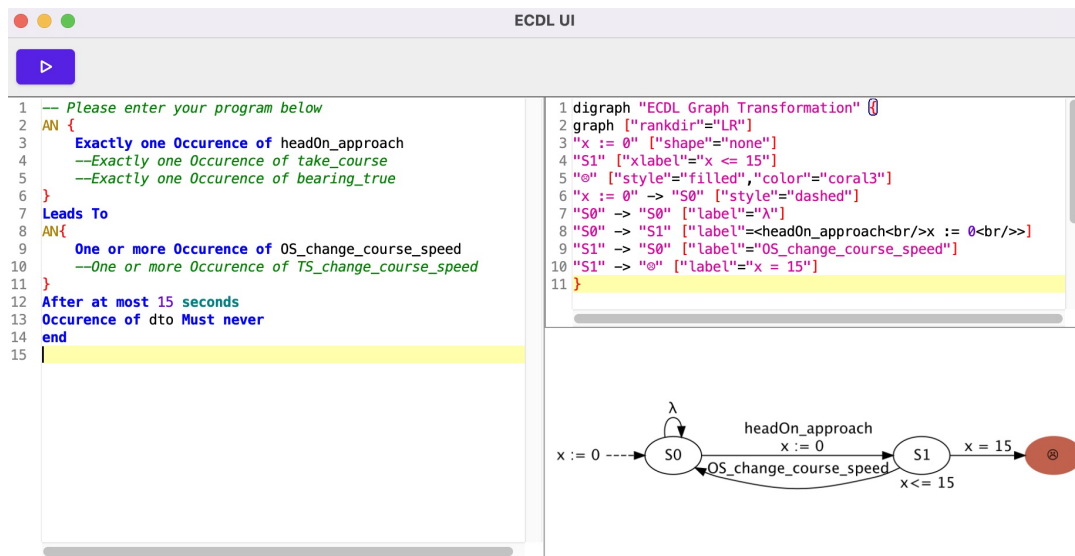 ECDL UI
1 -- Please enter your program below
2 AN {
3 Exactly one Occurence of headOn_approach
4 --Exactly one Occurence of take_course
5 --Exactly one Occurence of bearing_true
6 }
7 Leads To
8 AN{
9 One or more Occurence of OS_change_course_speed
10 --One or more Occurence of TS_change_course_speed
11 }
12 After at most 15 seconds
13 Occurence of dto Must never
14 end
15
1 digraph "ECDL Graph Transformation" {
2 graph ["rankdir"="LR"]
3 "x := 0" ["shape"="none"]
4 "S1" ["xlabel"="x <= 15"]
5 "☹" ["style"="filled","color"="coral3"]
6 "x := 0" -> "S0" ["style"="dashed"]
7 "S0" -> "S0" ["label"="λ"]
8 "S0" -> "S1" ["label"=<headOn_approach<br/>x := 0<br/>>]
9 "S1" -> "S0" ["label"="OS_change_course_speed"]
10 "S1" -> "☹" ["label"="x = 15"]
11 }
λ
headOn_approach
x := 0
x := 0
S0
S1
x = 15
☹
OS_change_course_speed
x<= 15